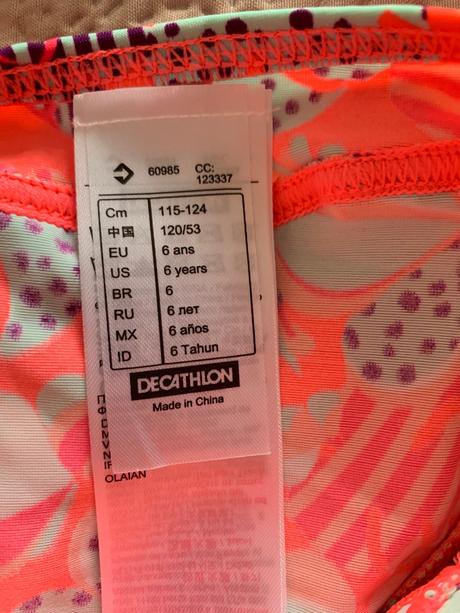 60985 CC:
123337
Cm 115-124
中国 120/53
EU 6 ans
US 6 years
BR 6
RU 6 лет
MX 6 años
ID 6 Tahun
DECATHLON
Made in China
OLAIAN